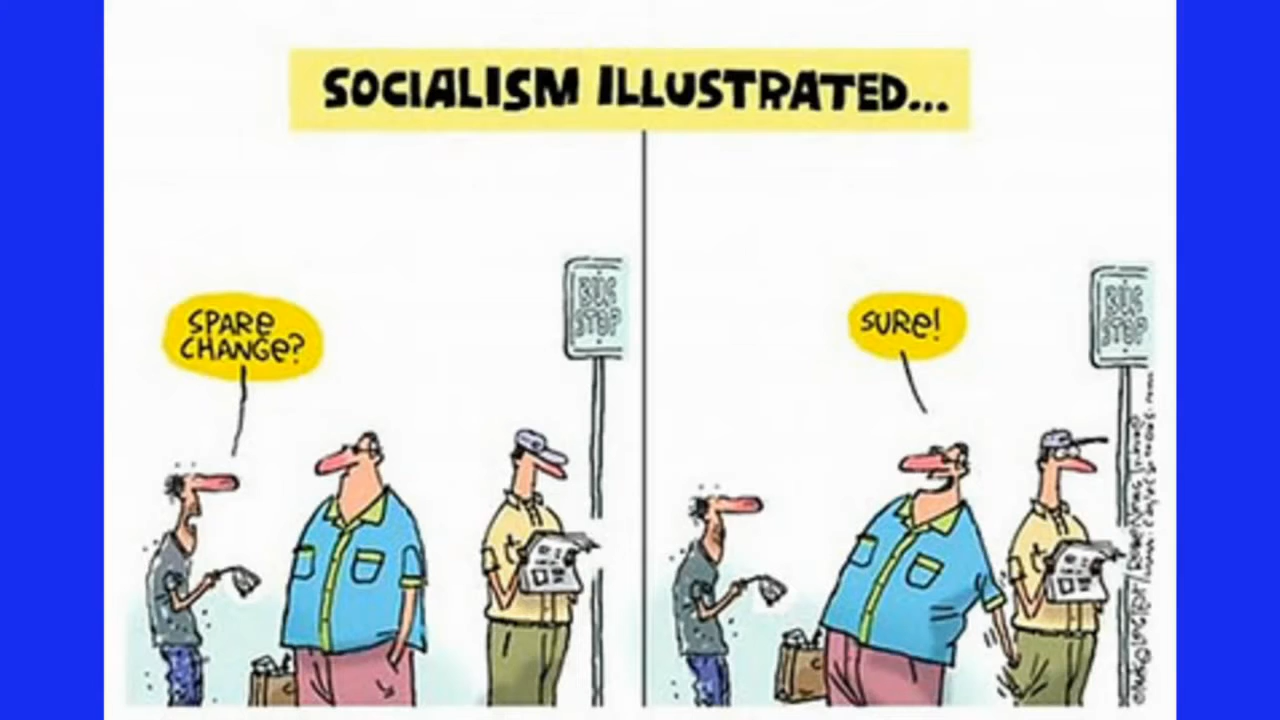 SOCIALISM ILLUSTRATED...
SPARE
CHANGE?
BUS
STOP
SURE!
BUS
STOP